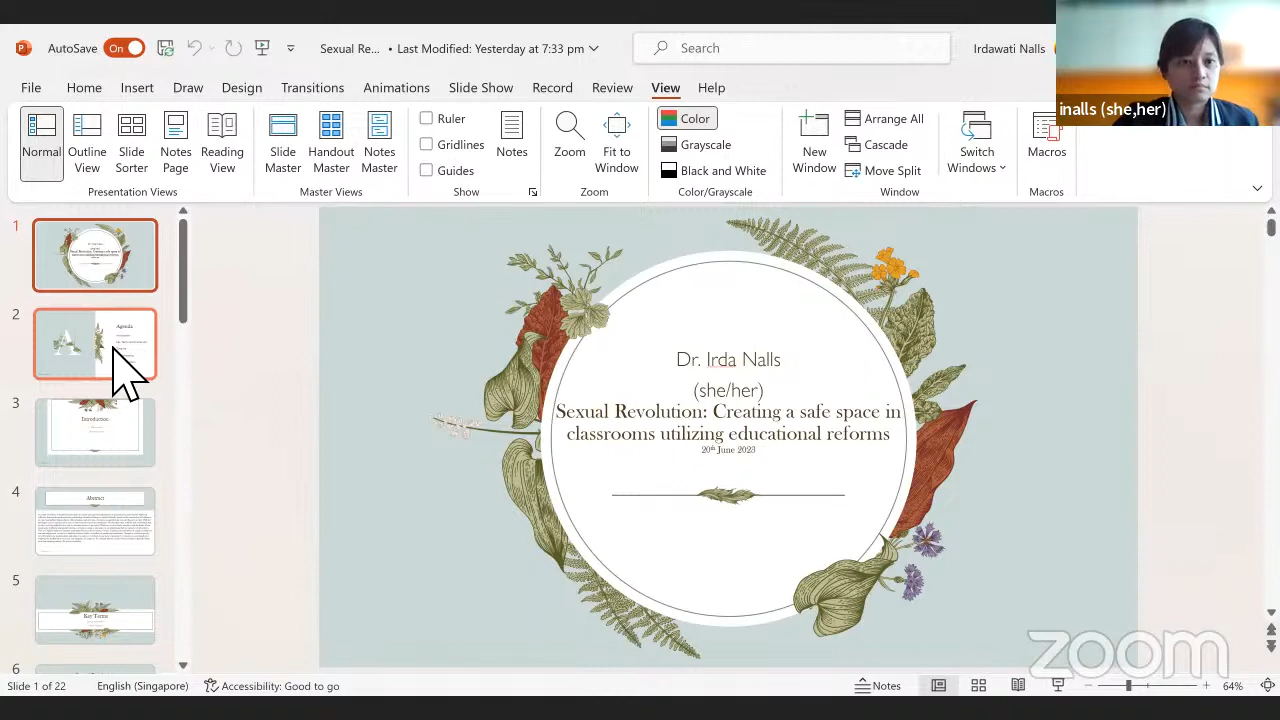 AutoSave On Sexual Re... • Last Modified: Yesterday at 7:33 pm Search Irdawati Nalls
inalls (she,her)
File Home Insert Draw Design Transitions Animations Slide Show Record Review View Help
Normal Outline View Slide Sorter Notes Page Reading View
Presentation Views
Slide Master Handout Master Notes Master
Master Views
Ruler
Gridlines
Guides
Notes
Show
Zoom Fit to Window
Zoom
Color
Grayscale
Black and White
Color/Grayscale
New Window
Arrange All
Cascade
Move Split
Switch Windows
Window
Macros
Macros
1
2
Agenda
3
Introduction
4
Abstract
5
Key Terms
6
Dr. Irda Nalls
(she/her)
Sexual Revolution: Creating a safe space in
classrooms utilizing educational reforms
20th June 2023
zoom
Slide 1 of 22 English (Singapore) Accessibility: Good to go Notes 64%